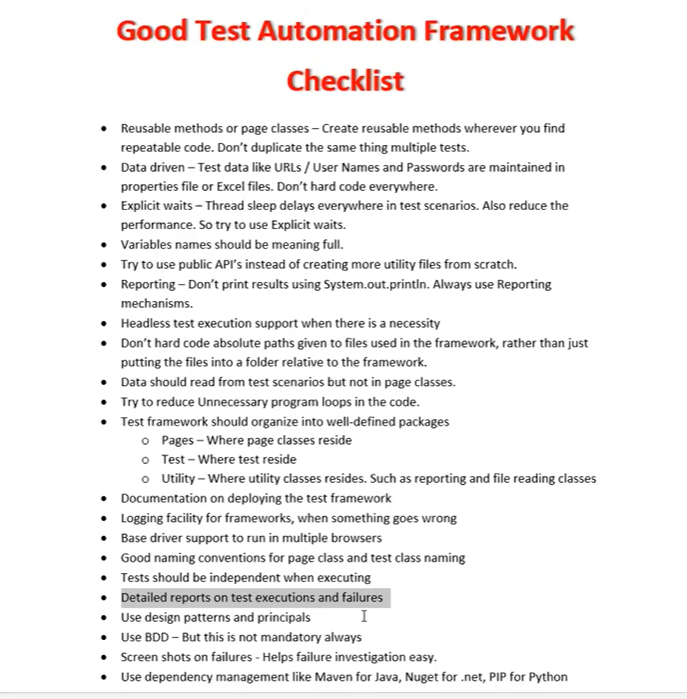 Good Test Automation Framework
Checklist
• Reusable methods or page classes – Create reusable methods wherever you find
repeatable code. Don't duplicate the same thing multiple tests.
• Data driven – Test data like URLs / User Names and Passwords are maintained in
properties file or Excel files. Don't hard code everywhere.
• Explicit waits – Thread sleep delays everywhere in test scenarios. Also reduce the
performance. So try to use Explicit waits.
• Variables names should be meaning full.
• Try to use public API's instead of creating more utility files from scratch.
• Reporting – Don't print results using System.out.println. Always use Reporting
mechanisms.
• Headless test execution support when there is a necessity
• Don't hard code absolute paths given to files used in the framework, rather than just
putting the files into a folder relative to the framework.
• Data should read from test scenarios but not in page classes.
• Try to reduce Unnecessary program loops in the code.
• Test framework should organize into well-defined packages
o Pages – Where page classes reside
o Test – Where test reside
o Utility – Where utility classes resides. Such as reporting and file reading classes
• Documentation on deploying the test framework
• Logging facility for frameworks, when something goes wrong
• Base driver support to run in multiple browsers
• Good naming conventions for page class and test class naming
• Tests should be independent when executing
• Detailed reports on test executions and failures
• Use design patterns and principals
• Use BDD – But this is not mandatory always
• Screen shots on failures - Helps failure investigation easy.
• Use dependency management like Maven for Java, Nuget for .net, PIP for Python